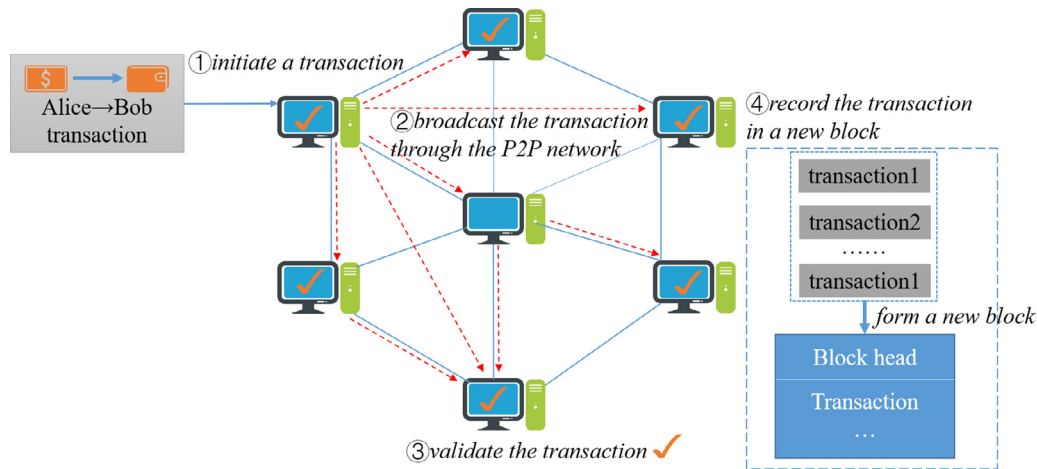 $
Alice→Bob
transaction
①initiate a transaction
②broadcast the transaction
through the P2P network
③validate the transaction
④record the transaction
in a new block
transaction1
transaction2
……
transaction1
form a new block
Block head
Transaction
…